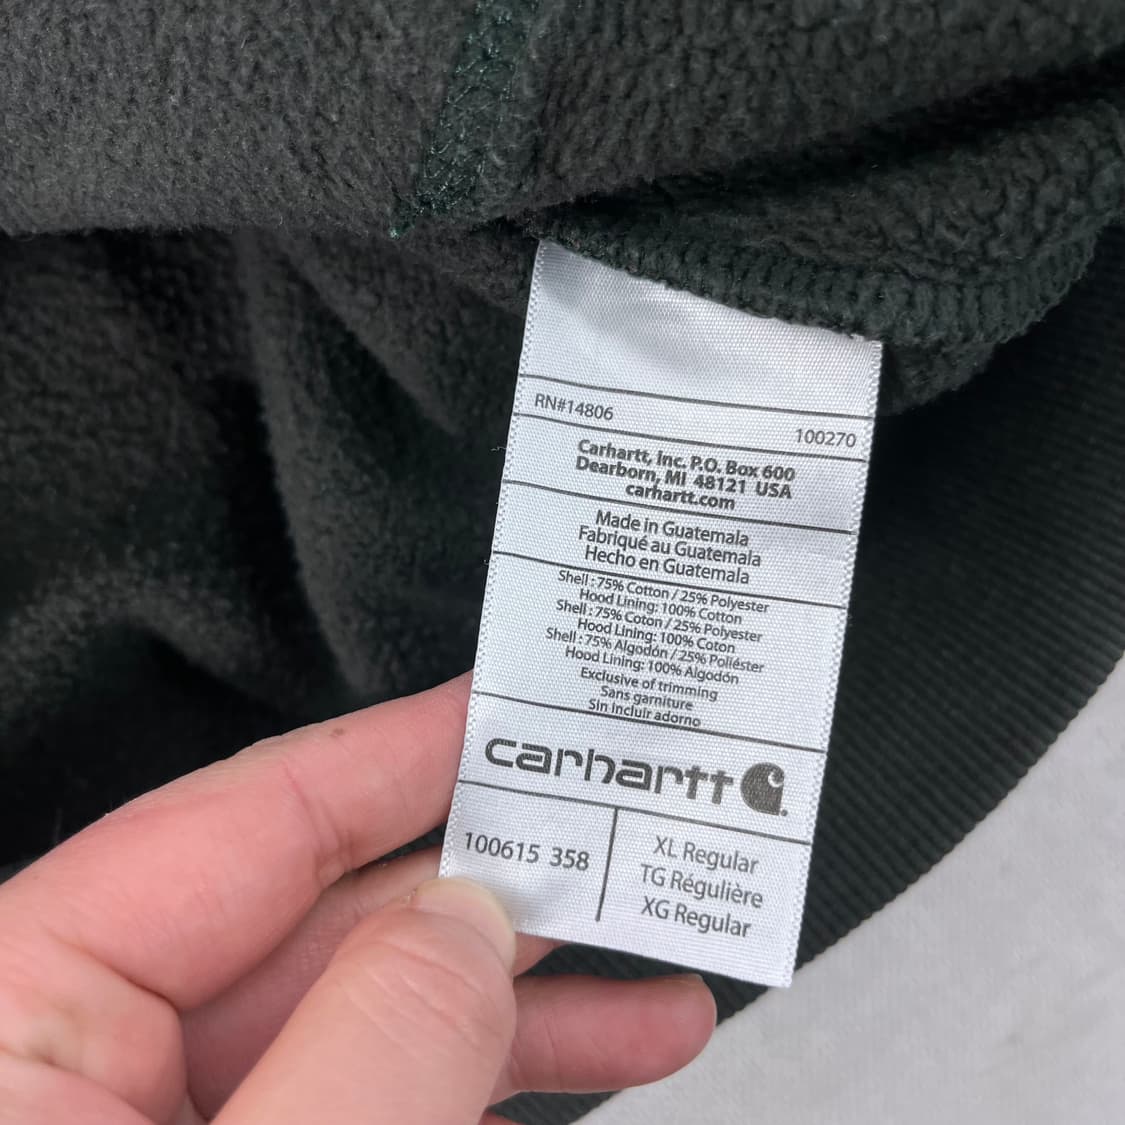 RN#14806
100270
Carhartt, Inc. P.O. Box 600
Dearborn, MI 48121 USA
carhartt.com
Made in Guatemala
Fabriqué au Guatemala
Hecho en Guatemala
Shell : 75% Cotton / 25% Polyester
Hood Lining: 100% Cotton
Shell : 75% Coton / 25% Polyester
Hood Lining: 100% Coton
Shell : 75% Algodón / 25% Poliéster
Hood Lining: 100% Algodón
Exclusive of trimming
Sans garniture
Sin incluir adorno
carhartt
100615 358
XL Regular
TG Régulière
XG Regular